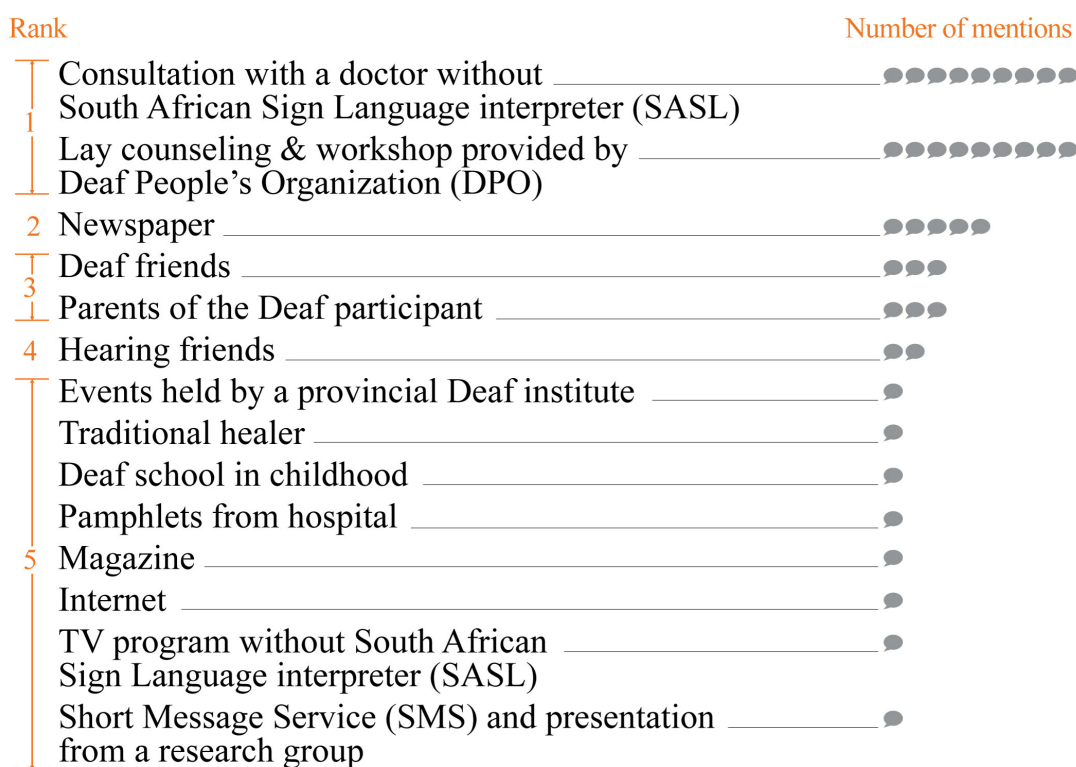 Rank Number of mentions
1
Consultation with a doctor without
South African Sign Language interpreter (SASL)
Lay counseling & workshop provided by
Deaf People’s Organization (DPO)
2 Newspaper
3
Deaf friends
Parents of the Deaf participant
4 Hearing friends
5
Events held by a provincial Deaf institute
Traditional healer
Deaf school in childhood
Pamphlets from hospital
Magazine
Internet
TV program without South African
Sign Language interpreter (SASL)
Short Message Service (SMS) and presentation
from a research group